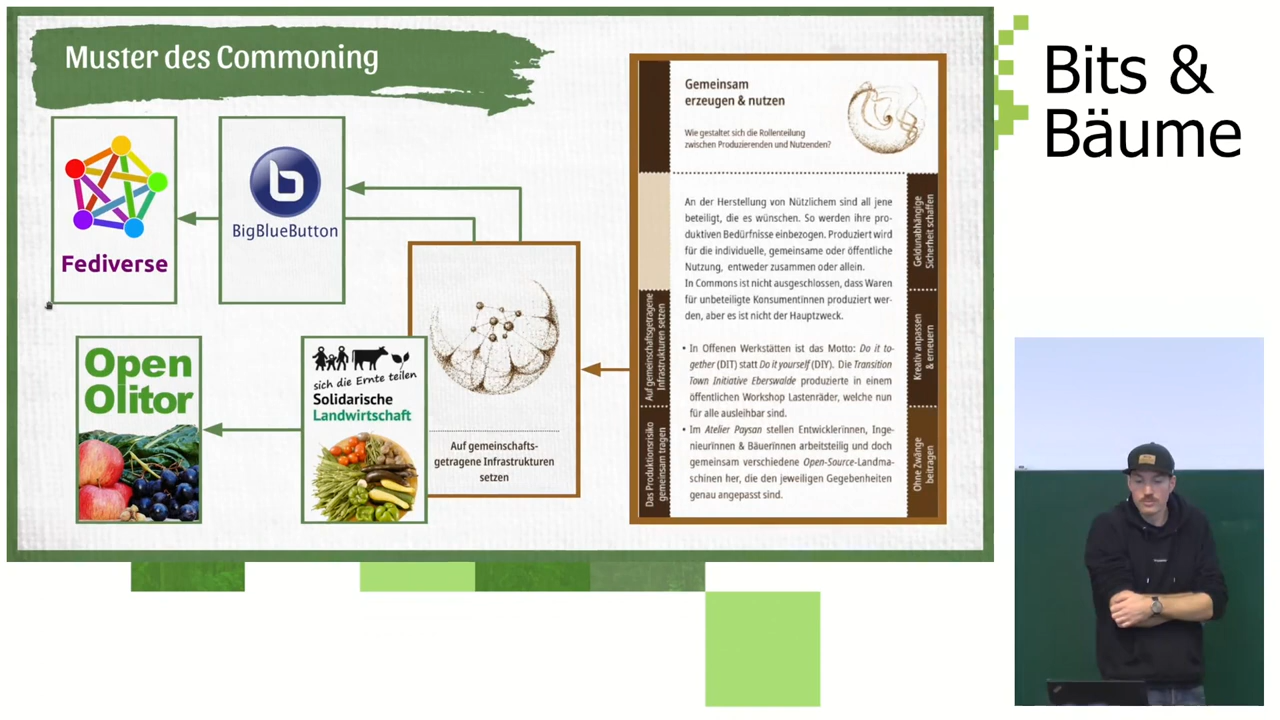 Muster des Commoning
Fediverse
b
BigBlueButton
Open
Olitor
sich die Ernte teilen
Solidarische
Landwirtschaft
Auf gemeinschafts-
getragene Infrastrukturen
setzen
Gemeinsam
erzeugen & nutzen
Wie gestaltet sich die Rollenteilung
zwischen Produzierenden und Nutzenden?
An der Herstellung von Nützlichem sind all jene
beteiligt, die es wünschen. So werden ihre pro-
duktiven Bedürfnisse einbezogen. Produziert wird
für die individuelle, gemeinsame oder öffentliche
Nutzung, entweder zusammen oder allein.
In Commons ist nicht ausgeschlossen, dass Waren
für unbeteiligte Konsumentinnen produziert wer-
den, aber es ist nicht der Hauptzweck.
• In Offenen Werkstätten ist das Motto: Do it to-
gether (DIT) statt Do it yourself (DIY). Die Transition
Town Initiative Eberswalde produzierte in einem
öffentlichen Workshop Lastenräder, welche nun
für alle ausleihbar sind.
• Im Atelier Paysan stellen Entwicklerinnen, Inge-
nieurinnen & Bäuerinnen arbeitsteilig und doch
gemeinsam verschiedene Open-Source-Landma-
schinen her, die den jeweiligen Gegebenheiten
genau angepasst sind.
Auf gemeinschaftsgetragene
Infrastrukturen setzen
Das Produktionsrisiko
gemeinsam tragen
Geldunabhängige
Sicherheit schaffen
Kreativ anpassen
& erneuern
Ohne Zwänge
beitragen
Bits &
Bäume